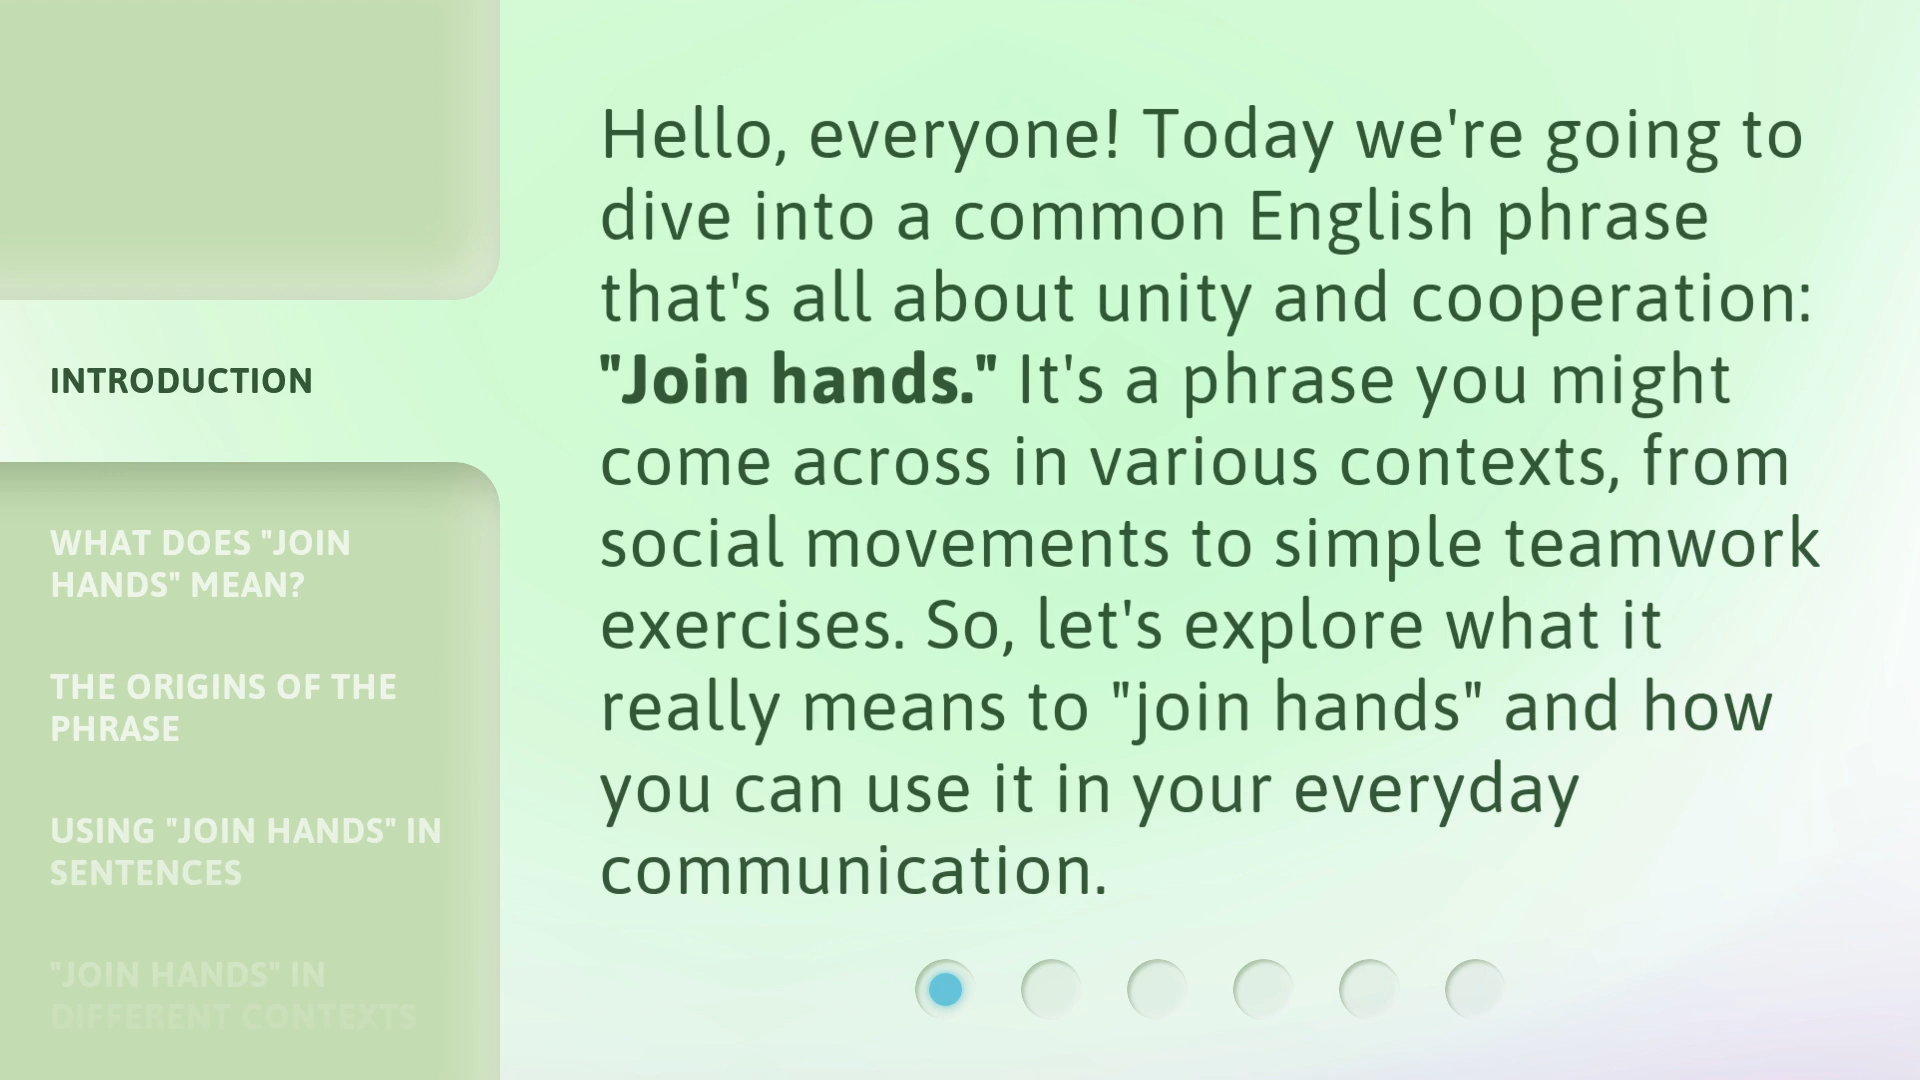 INTRODUCTION
WHAT DOES "JOIN
HANDS" MEAN?
THE ORIGINS OF THE
PHRASE
USING "JOIN HANDS" IN
SENTENCES
"JOIN HANDS" IN
DIFFERENT CONTEXTS
Hello, everyone! Today we're going to
dive into a common English phrase
that's all about unity and cooperation:
"Join hands." It's a phrase you might
come across in various contexts, from
social movements to simple teamwork
exercises. So, let's explore what it
really means to "join hands" and how
you can use it in your everyday
communication.